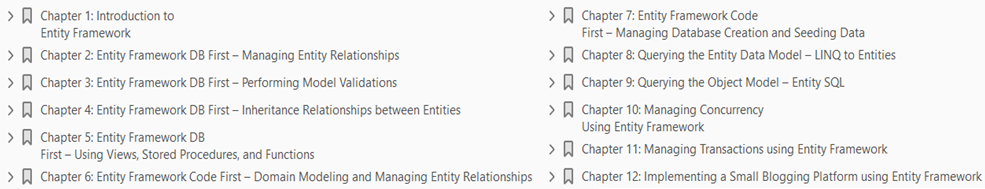 Chapter 1: Introduction to
Entity Framework
Chapter 2: Entity Framework DB First – Managing Entity Relationships
Chapter 3: Entity Framework DB First – Performing Model Validations
Chapter 4: Entity Framework DB First – Inheritance Relationships between Entities
Chapter 5: Entity Framework DB
First – Using Views, Stored Procedures, and Functions
Chapter 6: Entity Framework Code First – Domain Modeling and Managing Entity Relationships
Chapter 7: Entity Framework Code
First – Managing Database Creation and Seeding Data
Chapter 8: Querying the Entity Data Model – LINQ to Entities
Chapter 9: Querying the Object Model – Entity SQL
Chapter 10: Managing Concurrency
Using Entity Framework
Chapter 11: Managing Transactions using Entity Framework
Chapter 12: Implementing a Small Blogging Platform using Entity Framework